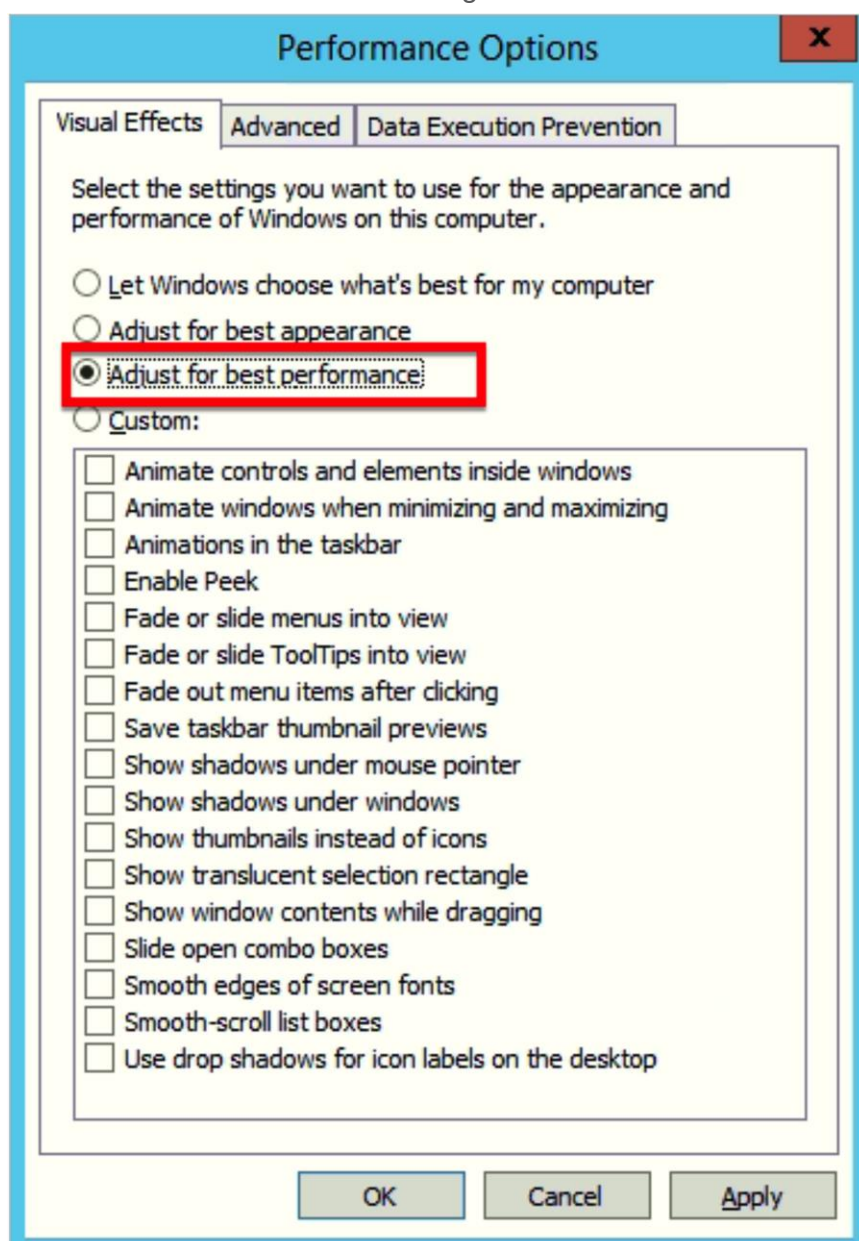 Performance Options
x
Visual Effects
Advanced
Data Execution Prevention
Select the settings you want to use for the appearance and
performance of Windows on this computer.
Let Windows choose what's best for my computer
Adjust for best appearance
Adjust for best performance
Custom:
Animate controls and elements inside windows
Animate windows when minimizing and maximizing
Animations in the taskbar
Enable Peek
Fade or slide menus into view
Fade or slide ToolTips into view
Fade out menu items after clicking
Save taskbar thumbnail previews
Show shadows under mouse pointer
Show shadows under windows
Show thumbnails instead of icons
Show translucent selection rectangle
Show window contents while dragging
Slide open combo boxes
Smooth edges of screen fonts
Smooth-scroll list boxes
Use drop shadows for icon labels on the desktop
OK
Cancel
Apply